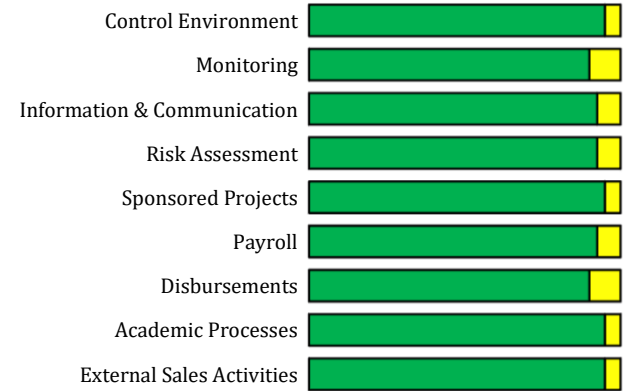 Control Environment
Monitoring
Information & Communication
Risk Assessment
Sponsored Projects
Payroll
Disbursements
Academic Processes
External Sales Activities